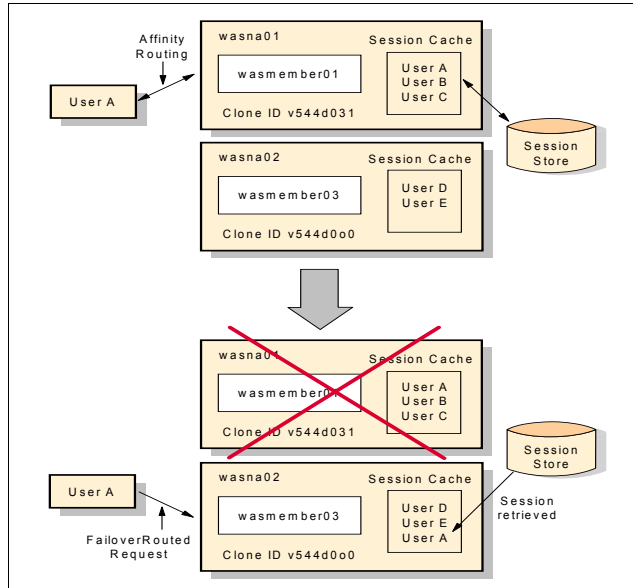 Affinity
Routing
User A
wasna01
Session Cache
wasmember01
User A
User B
User C
Clone ID v544d031
Session
Store
wasna02
Session Cache
wasmember03
User D
User E
Clone ID v544d0o0
wasna01
Session Cache
wasmember01
User A
User B
User C
Clone ID v544d031
Session
Store
wasna02
Session Cache
User A
wasmember03
User D
User E
User A
Session
retrieved
FailoverRouted
Request
Clone ID v544d0o0